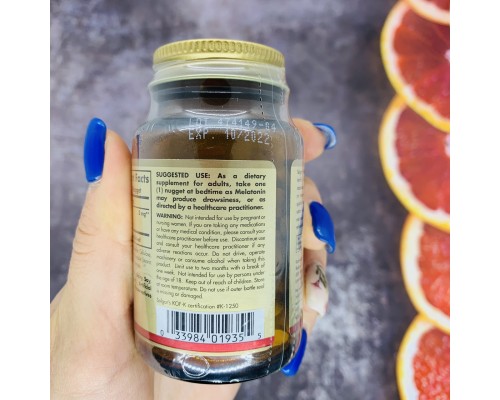 LOT 474149-04
EXP. 10/2022
Facts
SUGGESTED USE: As a dietary
supplement for adults, take one
(1) nugget at bedtime as Melatonin
may produce drowsiness, or as
directed by a healthcare practitioner.
WARNING: Not intended for use by pregnant or
nursing women. If you are taking any medications
or have any medical condition, please consult your
healthcare practitioner before use. Discontinue use
and consult your healthcare practitioner if any
adverse reactions occur. Do not drive, operate
machinery or consume alcohol when taking this
product. Limit use to two months with a break of
one week. Not intended for use by persons under
the age of 18. Keep out of reach of children. Store
at room temperature. Do not use if outer bottle seal
is missing or damaged.
Solgar's KOF-K certification #K-1250
0 33984 01935 5
Soy